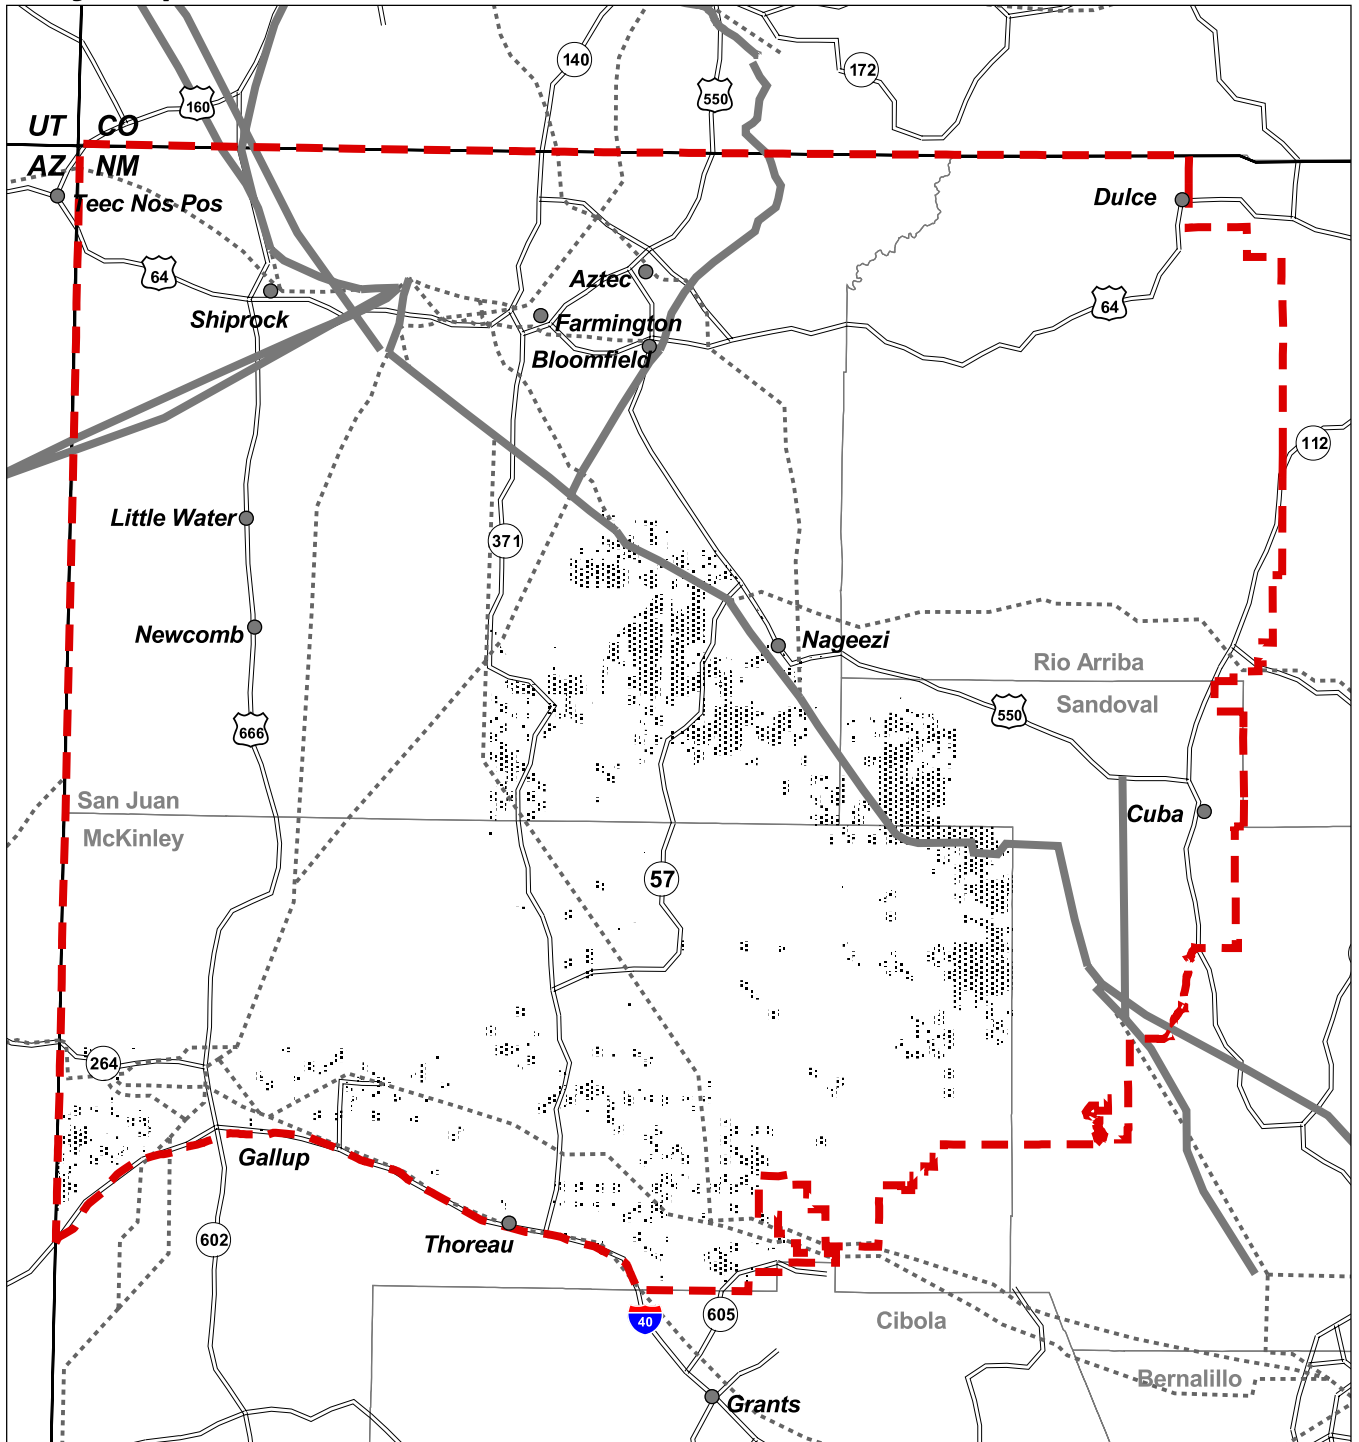 140
172
550
160
UT
CO
AZ
NM
Teec Nos Pos
Dulce
64
Aztec
64
Shiprock
Farmington
Bloomfield
112
Little Water
371
Newcomb
Nageezi
Rio Arriba
Sandoval
550
666
San Juan
Cuba
McKinley
57
264
Gallup
602
Thoreau
605
40
Cibola
Bernalillo
Grants